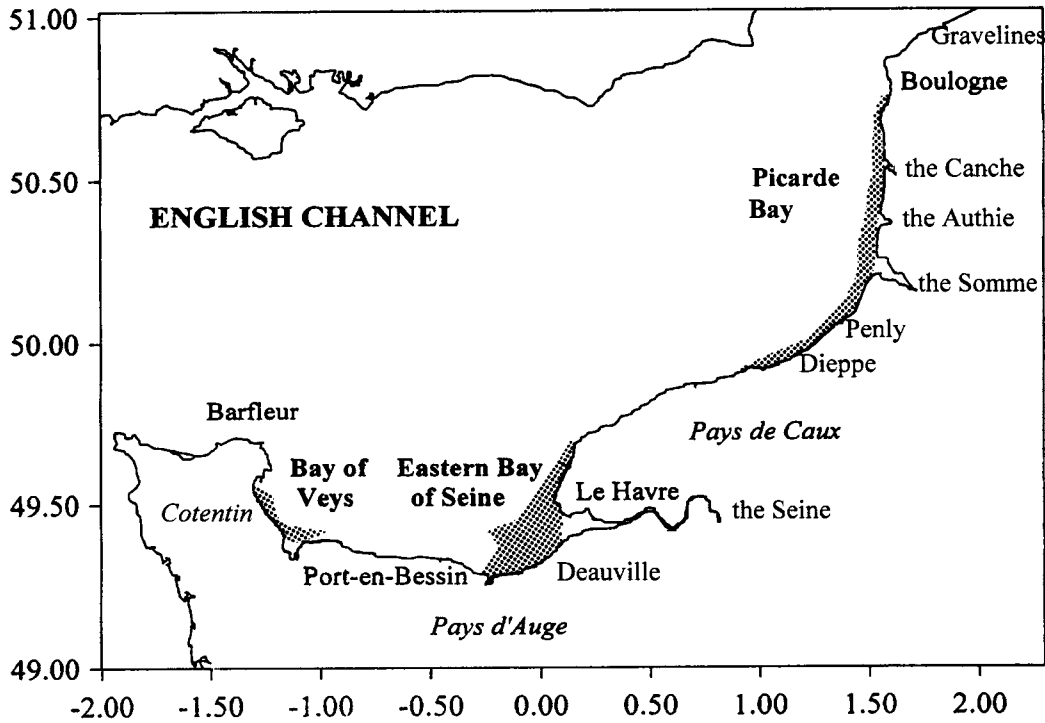 51.00
Gravelines
Boulogne
50.50
the Canche
Picarde
Bay
ENGLISH CHANNEL
the Authie
the Somme
50.00
Penly
Dieppe
Barfleur
Pays de Caux
Bay of
Veys
Eastern Bay
of Seine
49.50
Cotentin
Le Havre
the Seine
Port-en-Bessin
Deauville
Pays d'Auge
49.00
-2.00 -1.50 -1.00 -0.50 0.00 0.50 1.00 1.50 2.00